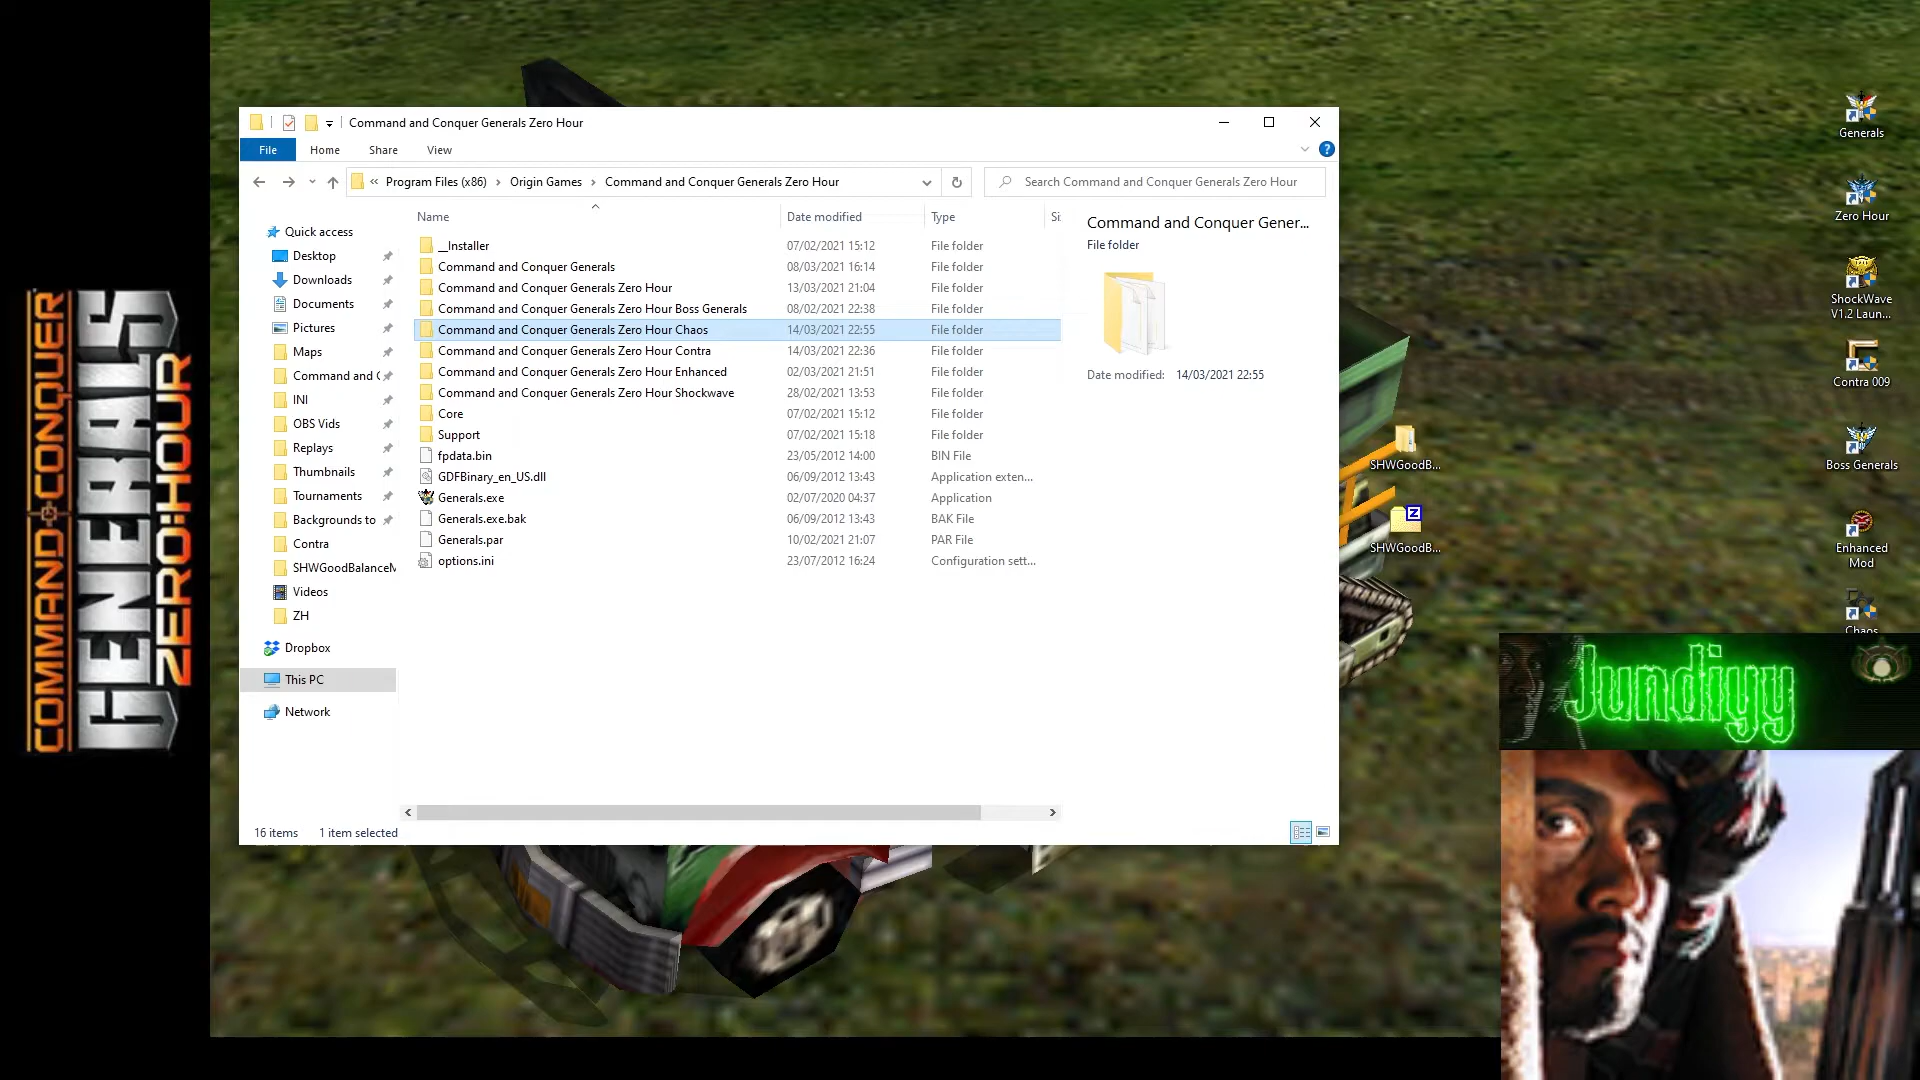 COMMAND AND CONQUER
GENERALS
ZERO:HOUR
Command and Conquer Generals Zero Hour
File Home Share View
« Program Files (x86) › Origin Games › Command and Conquer Generals Zero Hour
Search Command and Conquer Generals Zero Hour
Name Date modified Type Si
Quick access
Desktop
Downloads
Documents
Pictures
Maps
Command and C
INI
OBS Vids
Replays
Thumbnails
Tournaments
Backgrounds to
Contra
SHWGoodBalanceM
Videos
ZH
Dropbox
This PC
Network
__Installer 07/02/2021 15:12 File folder
Command and Conquer Generals 08/03/2021 16:14 File folder
Command and Conquer Generals Zero Hour 13/03/2021 21:04 File folder
Command and Conquer Generals Zero Hour Boss Generals 08/02/2021 22:38 File folder
Command and Conquer Generals Zero Hour Chaos 14/03/2021 22:55 File folder
Command and Conquer Generals Zero Hour Contra 14/03/2021 22:36 File folder
Command and Conquer Generals Zero Hour Enhanced 02/03/2021 21:51 File folder
Command and Conquer Generals Zero Hour Shockwave 28/02/2021 13:53 File folder
Core 07/02/2021 15:12 File folder
Support 07/02/2021 15:18 File folder
fpdata.bin 23/05/2012 14:00 BIN File
GDFBinary_en_US.dll 06/09/2012 13:43 Application exten...
Generals.exe 02/07/2020 04:37 Application
Generals.exe.bak 06/09/2012 13:43 BAK File
Generals.par 10/02/2021 21:07 PAR File
options.ini 23/07/2012 16:24 Configuration sett...
Command and Conquer Gener...
File folder
Date modified: 14/03/2021 22:55
16 items 1 item selected
SHWGoodB...
SHWGoodB...
Generals
Zero Hour
ShockWave
V1.2 Laun...
Contra 009
Boss Generals
Enhanced
Mod
Chaos
Jundiyy